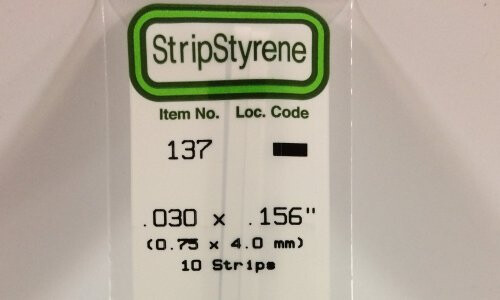 StripStyrene
Item No. Loc. Code
137
.030 x .156"
(0.75 x 4.0 mm)
10 Strips